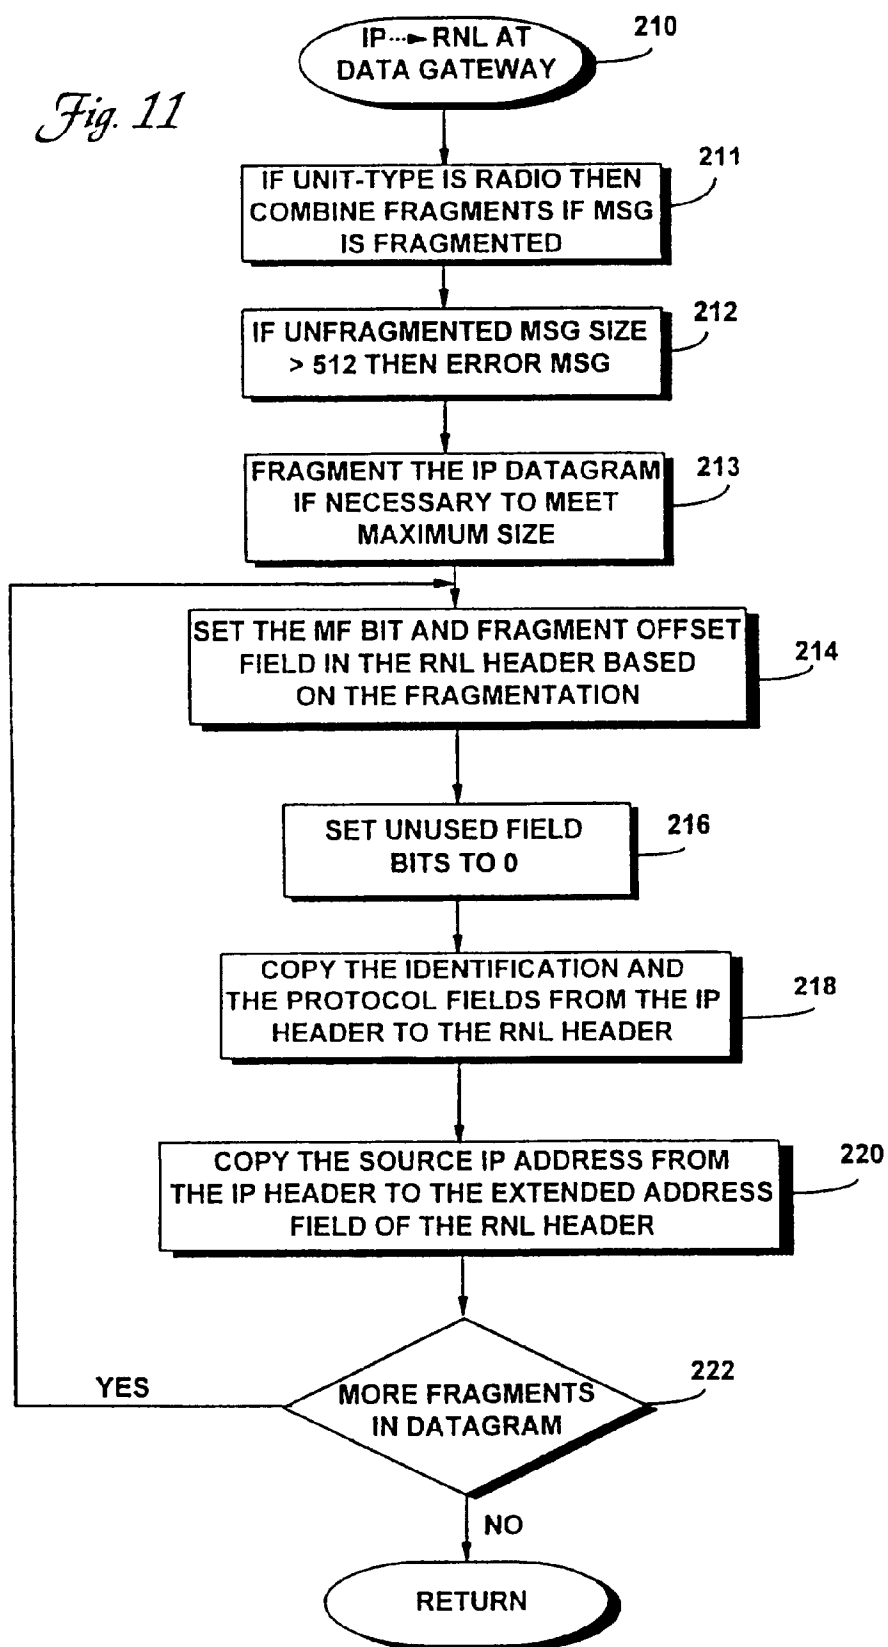 IP···► RNL AT
DATA GATEWAY
210
Fig. 11
IF UNIT-TYPE IS RADIO THEN
COMBINE FRAGMENTS IF MSG
IS FRAGMENTED
211
IF UNFRAGMENTED MSG SIZE
> 512 THEN ERROR MSG
212
FRAGMENT THE IP DATAGRAM
IF NECESSARY TO MEET
MAXIMUM SIZE
213
SET THE MF BIT AND FRAGMENT OFFSET
FIELD IN THE RNL HEADER BASED
ON THE FRAGMENTATION
214
SET UNUSED FIELD
BITS TO 0
216
COPY THE IDENTIFICATION AND
THE PROTOCOL FIELDS FROM THE IP
HEADER TO THE RNL HEADER
218
COPY THE SOURCE IP ADDRESS FROM
THE IP HEADER TO THE EXTENDED ADDRESS
FIELD OF THE RNL HEADER
220
YES
MORE FRAGMENTS
IN DATAGRAM
222
NO
RETURN